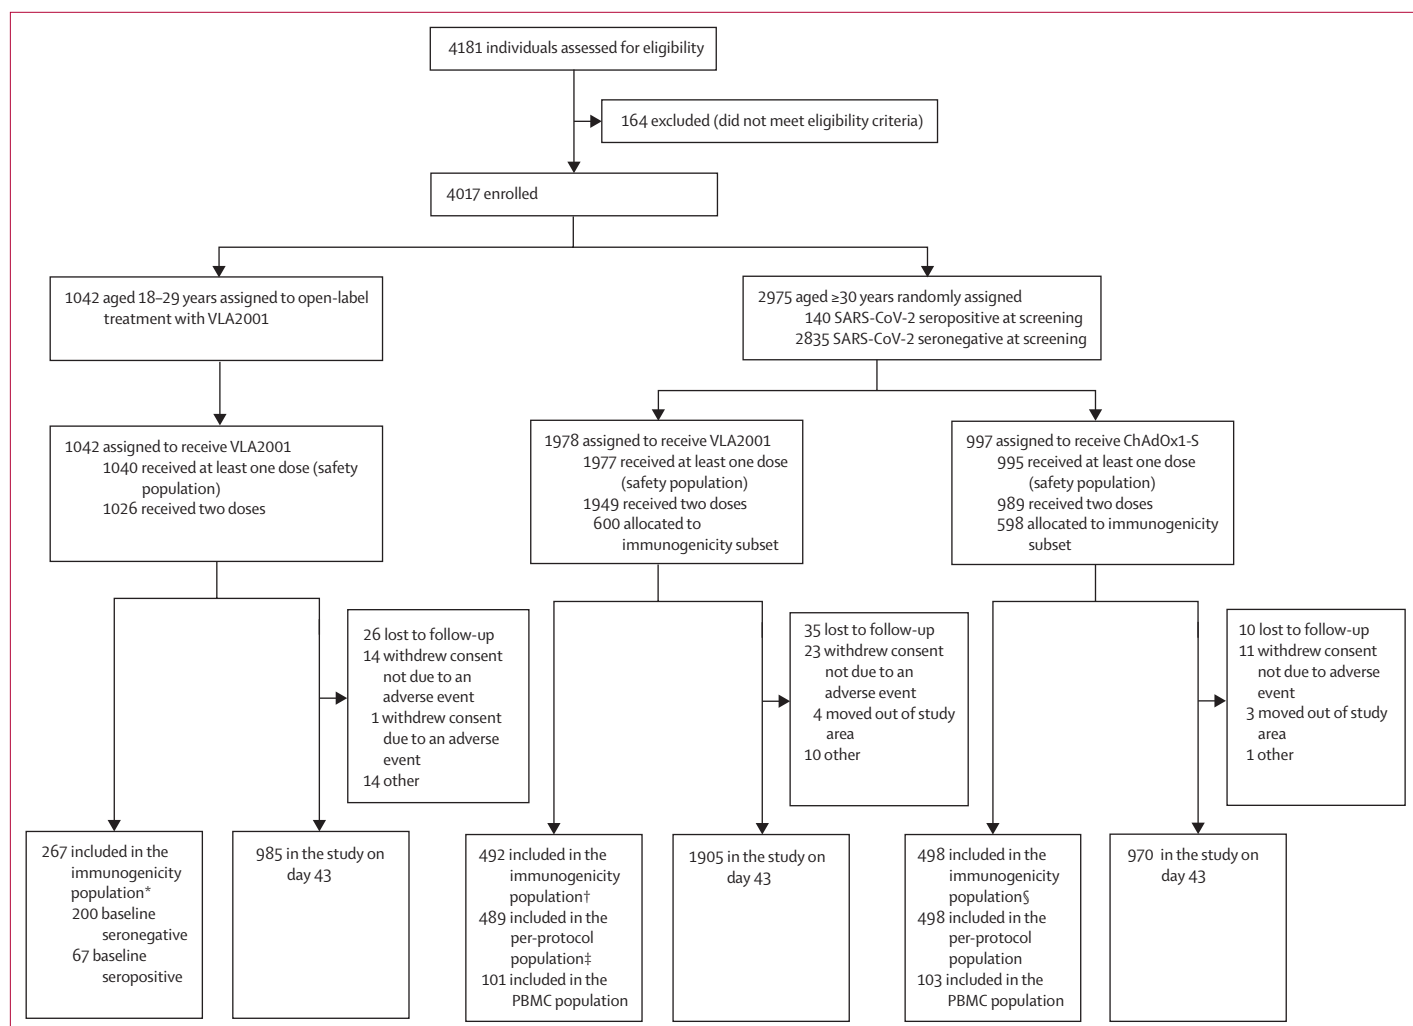 4181 individuals assessed for eligibility
164 excluded (did not meet eligibility criteria)
4017 enrolled
1042 aged 18–29 years assigned to open-label
treatment with VLA2001
2975 aged ≥30 years randomly assigned
140 SARS-CoV-2 seropositive at screening
2835 SARS-CoV-2 seronegative at screening
1042 assigned to receive VLA2001
1040 received at least one dose (safety
population)
1026 received two doses
1978 assigned to receive VLA2001
1977 received at least one dose
(safety population)
1949 received two doses
600 allocated to
immunogenicity subset
997 assigned to receive ChAdOx1-S
995 received at least one dose
(safety population)
989 received two doses
598 allocated to immunogenicity
subset
26 lost to follow-up
14 withdrew consent
not due to an
adverse event
1 withdrew consent
due to an adverse
event
14 other
35 lost to follow-up
23 withdrew consent
not due to an
adverse event
4 moved out of study
area
10 other
10 lost to follow-up
11 withdrew consent
not due to adverse
event
3 moved out of study
area
1 other
267 included in the
immunogenicity
population*
200 baseline
seronegative
67 baseline
seropositive
985 in the study on
day 43
492 included in the
immunogenicity
population†
489 included in the
per-protocol
population‡
101 included in the
PBMC population
1905 in the study on
day 43
498 included in the
immunogenicity
population§
498 included in the
per-protocol
population
103 included in the
PBMC population
970 in the study on
day 43